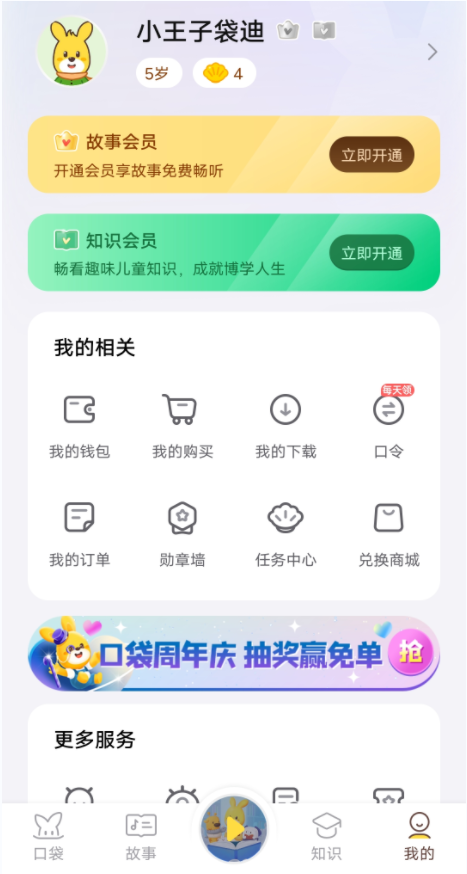 小王子袋迪
5岁
4
故事会员
开通会员享故事免费畅听
立即开通
知识会员
畅看趣味儿童知识，成就博学人生
立即开通
我的相关
每天领
我的钱包
我的购买
我的下载
口令
我的订单
勋章墙
任务中心
兑换商城
口袋周年庆 抽奖赢免单
抢
更多服务
口袋
故事
知识
我的